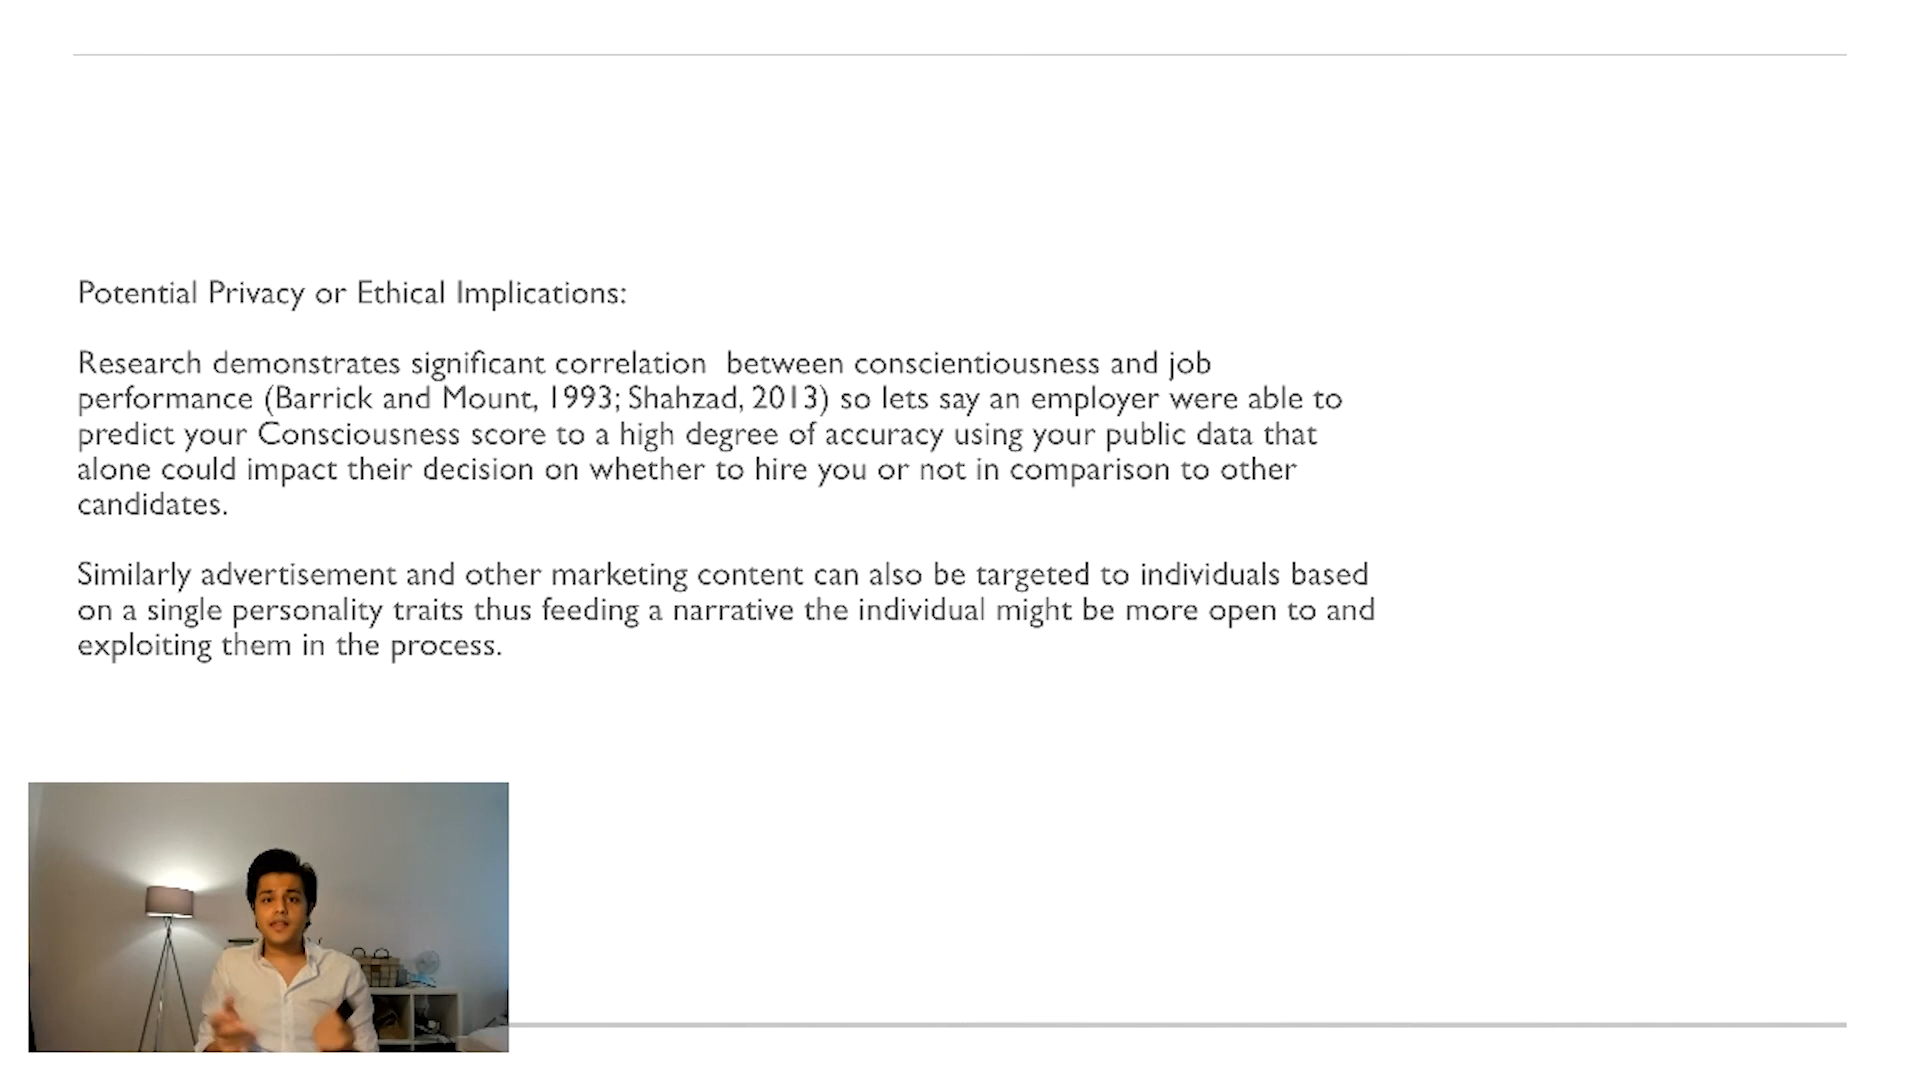 Potential Privacy or Ethical Implications:
Research demonstrates significant correlation  between conscientiousness and job
performance (Barrick and Mount, 1993; Shahzad, 2013) so lets say an employer were able to
predict your Consciousness score to a high degree of accuracy using your public data that
alone could impact their decision on whether to hire you or not in comparison to other
candidates.
Similarly advertisement and other marketing content can also be targeted to individuals based
on a single personality traits thus feeding a narrative the individual might be more open to and
exploiting them in the process.